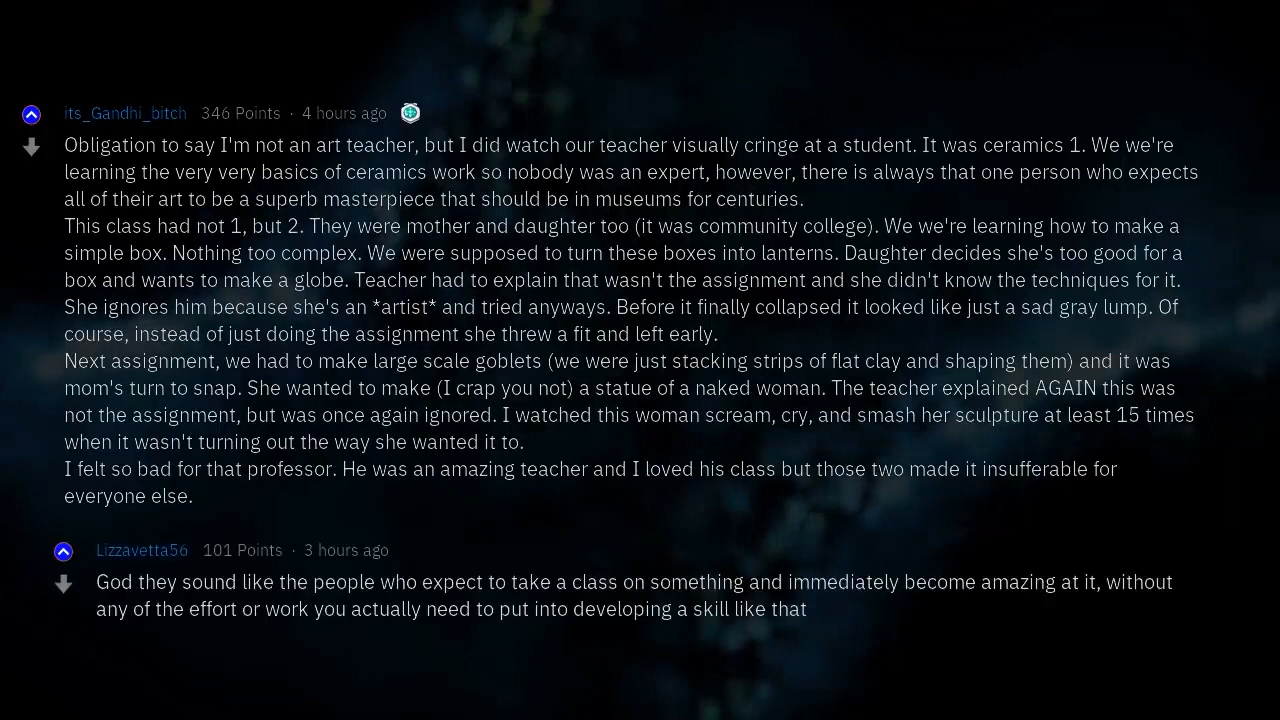 its_Gandhi_bitch 346 Points · 4 hours ago
Obligation to say I'm not an art teacher, but I did watch our teacher visually cringe at a student. It was ceramics 1. We we're
learning the very very basics of ceramics work so nobody was an expert, however, there is always that one person who expects
all of their art to be a superb masterpiece that should be in museums for centuries.
This class had not 1, but 2. They were mother and daughter too (it was community college). We we're learning how to make a
simple box. Nothing too complex. We were supposed to turn these boxes into lanterns. Daughter decides she's too good for a
box and wants to make a globe. Teacher had to explain that wasn't the assignment and she didn't know the techniques for it.
She ignores him because she's an *artist* and tried anyways. Before it finally collapsed it looked like just a sad gray lump. Of
course, instead of just doing the assignment she threw a fit and left early.
Next assignment, we had to make large scale goblets (we were just stacking strips of flat clay and shaping them) and it was
mom's turn to snap. She wanted to make (I crap you not) a statue of a naked woman. The teacher explained AGAIN this was
not the assignment, but was once again ignored. I watched this woman scream, cry, and smash her sculpture at least 15 times
when it wasn't turning out the way she wanted it to.
I felt so bad for that professor. He was an amazing teacher and I loved his class but those two made it insufferable for
everyone else.
Lizzavetta56 101 Points · 3 hours ago
God they sound like the people who expect to take a class on something and immediately become amazing at it, without
any of the effort or work you actually need to put into developing a skill like that